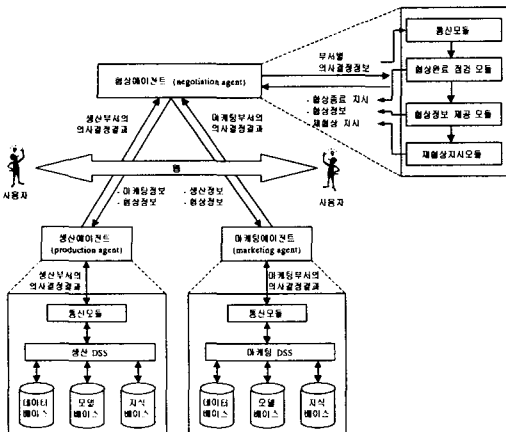 통신모듈
부서별
의사결정정보
협상에이전트 (negotiation agent)
협상완료 점검 모듈
- 협상종료 지시
- 협상정보
- 재협상 지시
협상정보 제공 모듈
재협상지시모듈
생산부서의
의사결정결과
마케팅부서의
의사결정결과
웹
사용자
사용자
- 마케팅정보
- 협상정보
- 생산정보
- 협상정보
생산에이전트
(production agent)
마케팅에이전트
(marketing agent)
생산부서의
의사결정결과
마케팅부서의
의사결정결과
통신모듈
통신모듈
생산 DSS
마케팅 DSS
데이터
베이스
모델
베이스
지식
베이스
데이터
베이스
모델
베이스
지식
베이스